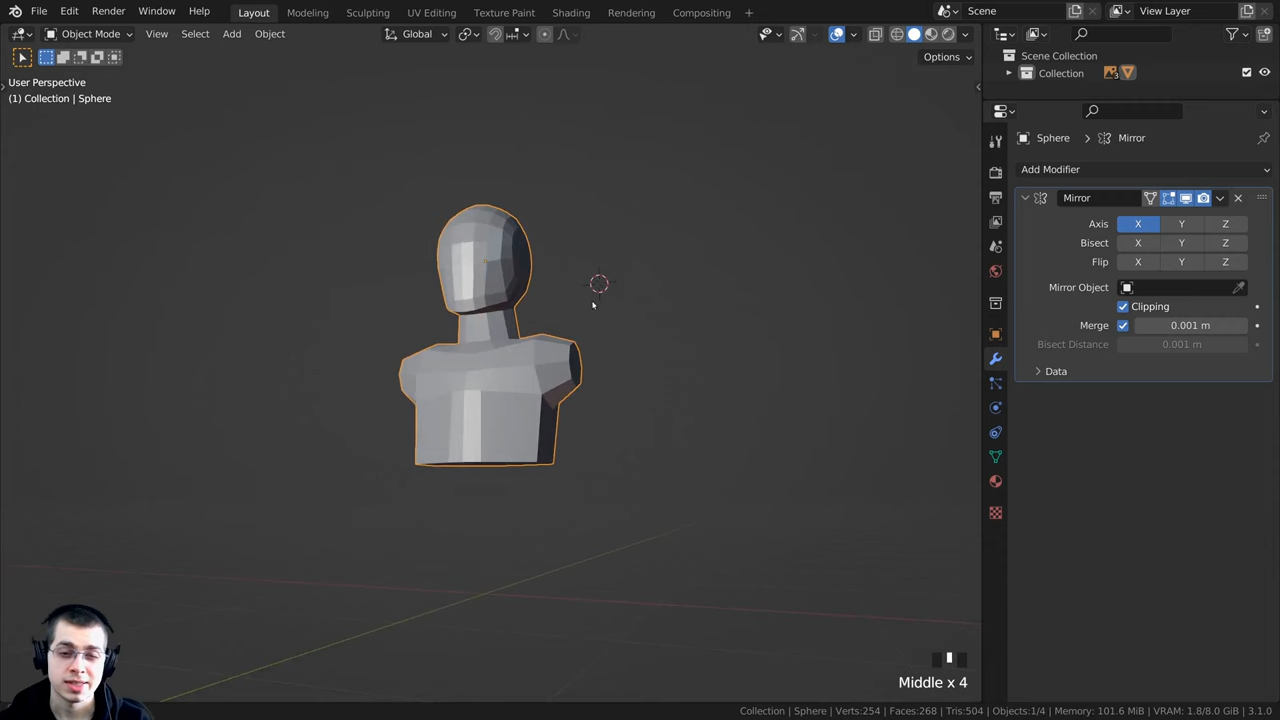 File Edit Render Window Help Layout Modeling Sculpting UV Editing Texture Paint Shading Rendering Compositing + Scene View Layer
Object Mode View Select Add Object Global
Options
User Perspective
(1) Collection | Sphere
Scene Collection
Collection 3
Sphere > Mirror
Add Modifier
Mirror
Axis X Y Z
Bisect X Y Z
Flip X Y Z
Mirror Object
Clipping
Merge 0.001 m
Bisect Distance 0.001 m
Data
Middle x 4
Collection | Sphere Verts:254 | Faces:268 | Tris:504 | Objects:1/4 | Memory: 101.6 MiB | VRAM: 1.8/8.0 GiB | 3.1.0